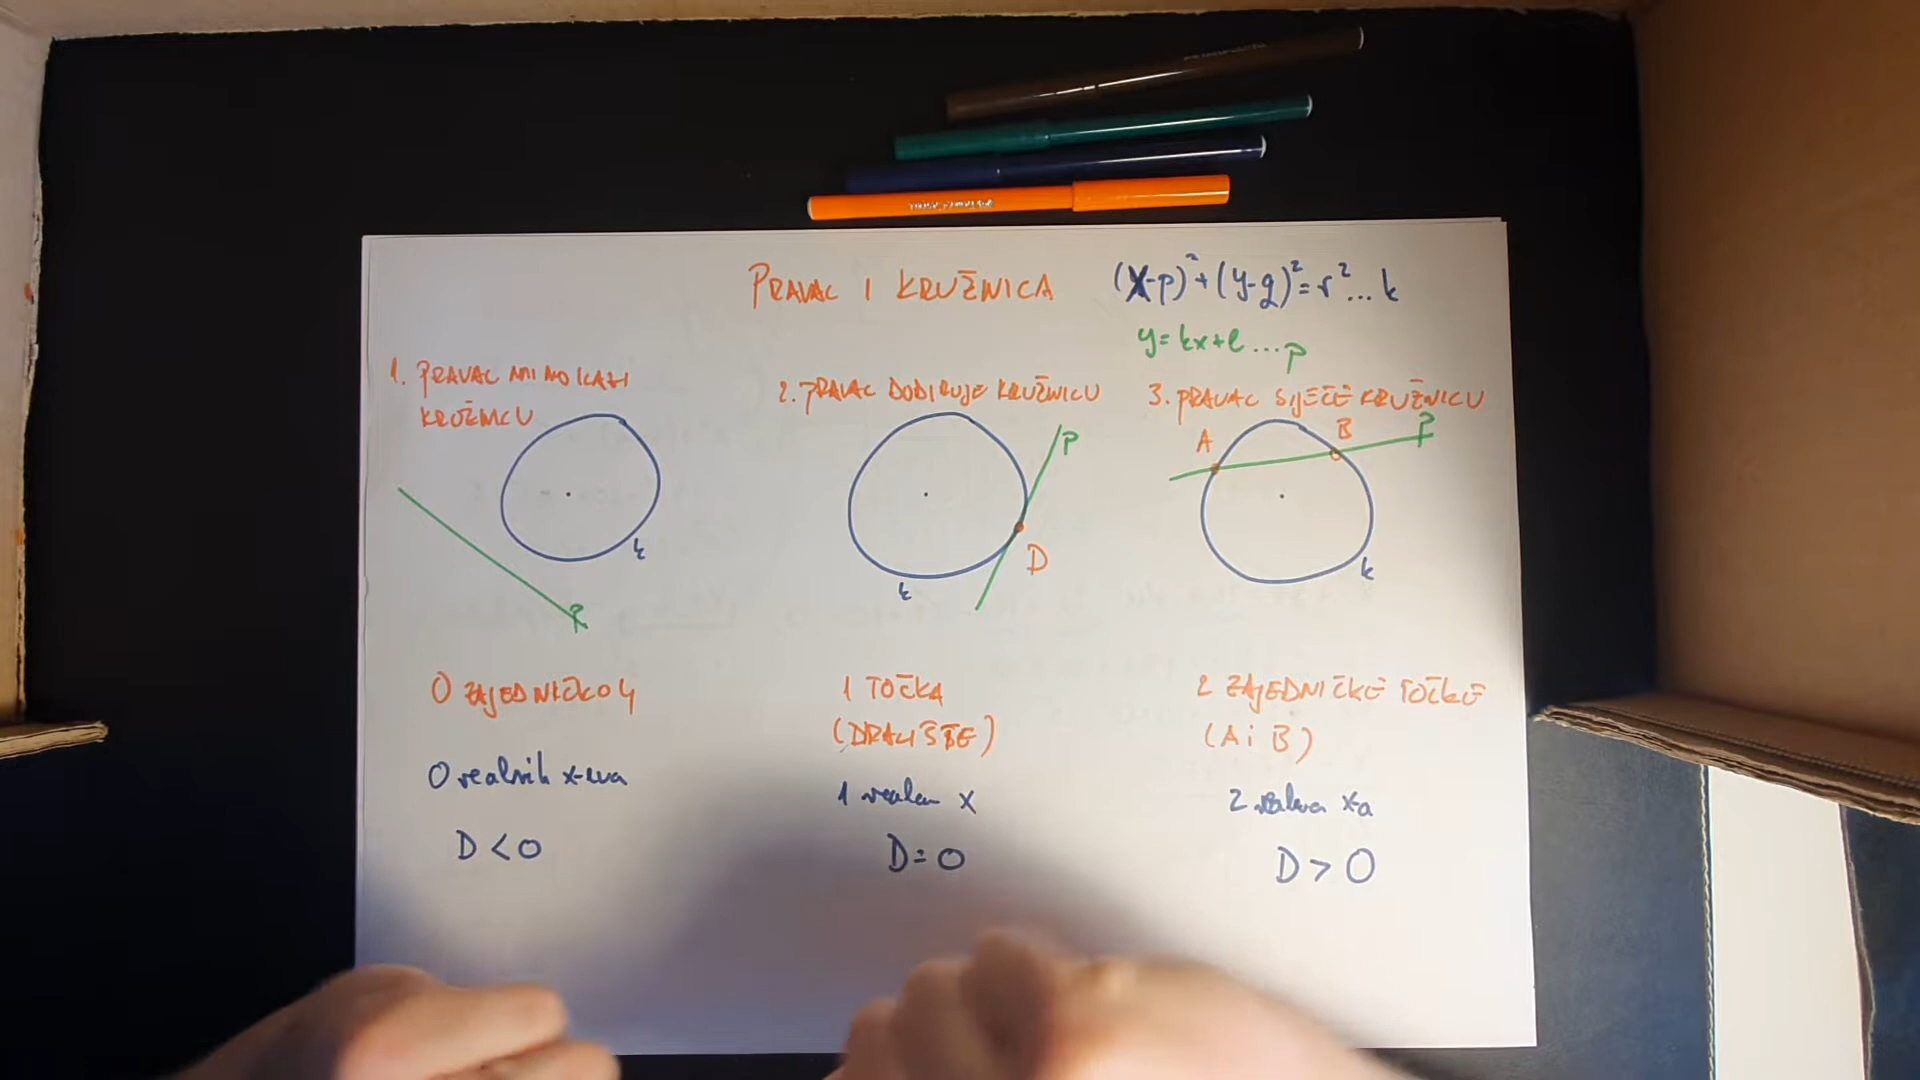 PRAVAC I KRUŽNICA
(x-p)²+(y-q)²=r²...k
y=kx+l...p
1. PRAVAC MIMOILAZI
KRUŽNICU
2. PRAVAC DODIRUJE KRUŽNICU
3. PRAVAC SIJEČE KRUŽNICU
k
p
p
D
k
A
B
p
k
0 ZAJEDNIČKO
1 TOČKA
(DIRALIŠTE)
2 ZAJEDNIČKE TOČKE
(A i B)
0 realnih x-eva
1 realan x
2 realna x-a
D < 0
D = 0
D > 0